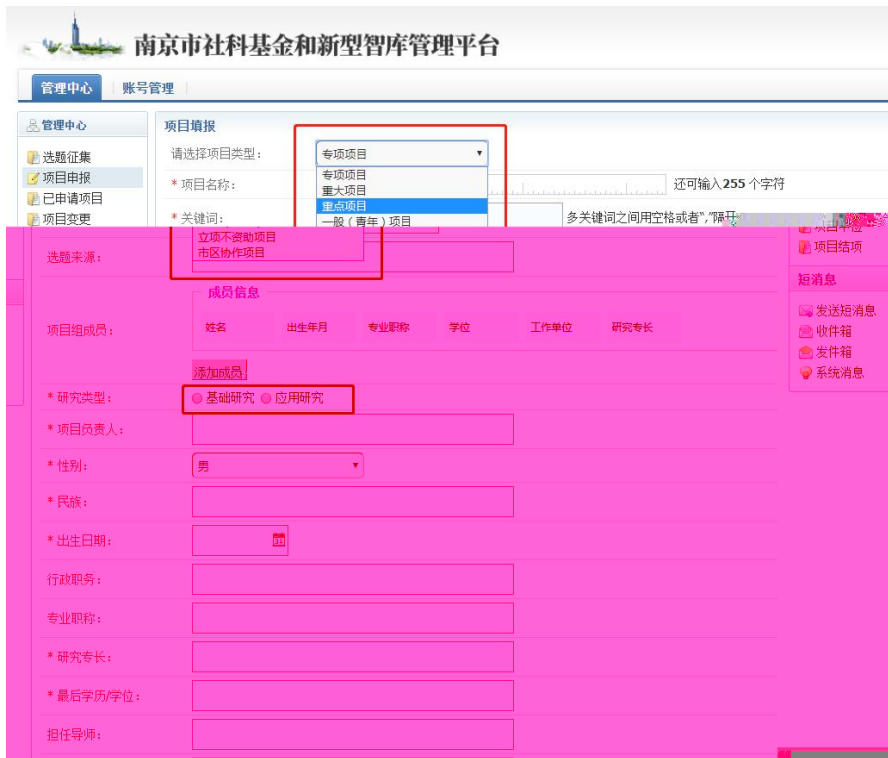 南京市社科基金和新型智库管理平台
管理中心 账号管理
管理中心
选题征集
项目申报
已申请项目
项目变更
项目填报
请选择项目类型: 专项项目
专项项目
重大项目
重点项目
一般(青年)项目
* 项目名称: 还可输入255 个字符
* 关键词: 多关键词之间用空格或者","隔开
立项不资助项目
市区协作项目
选题来源:
成员信息
项目组成员: 姓名 出生年月 专业职称 学位 工作单位 研究专长
添加成员
* 研究类型: 基础研究 应用研究
* 项目负责人:
* 性别: 男
* 民族:
* 出生日期: 31
行政职务:
专业职称:
* 研究专长:
* 最后学历/学位:
担任导师:
项目结项
短消息
发送短消息
收件箱
发件箱
系统消息